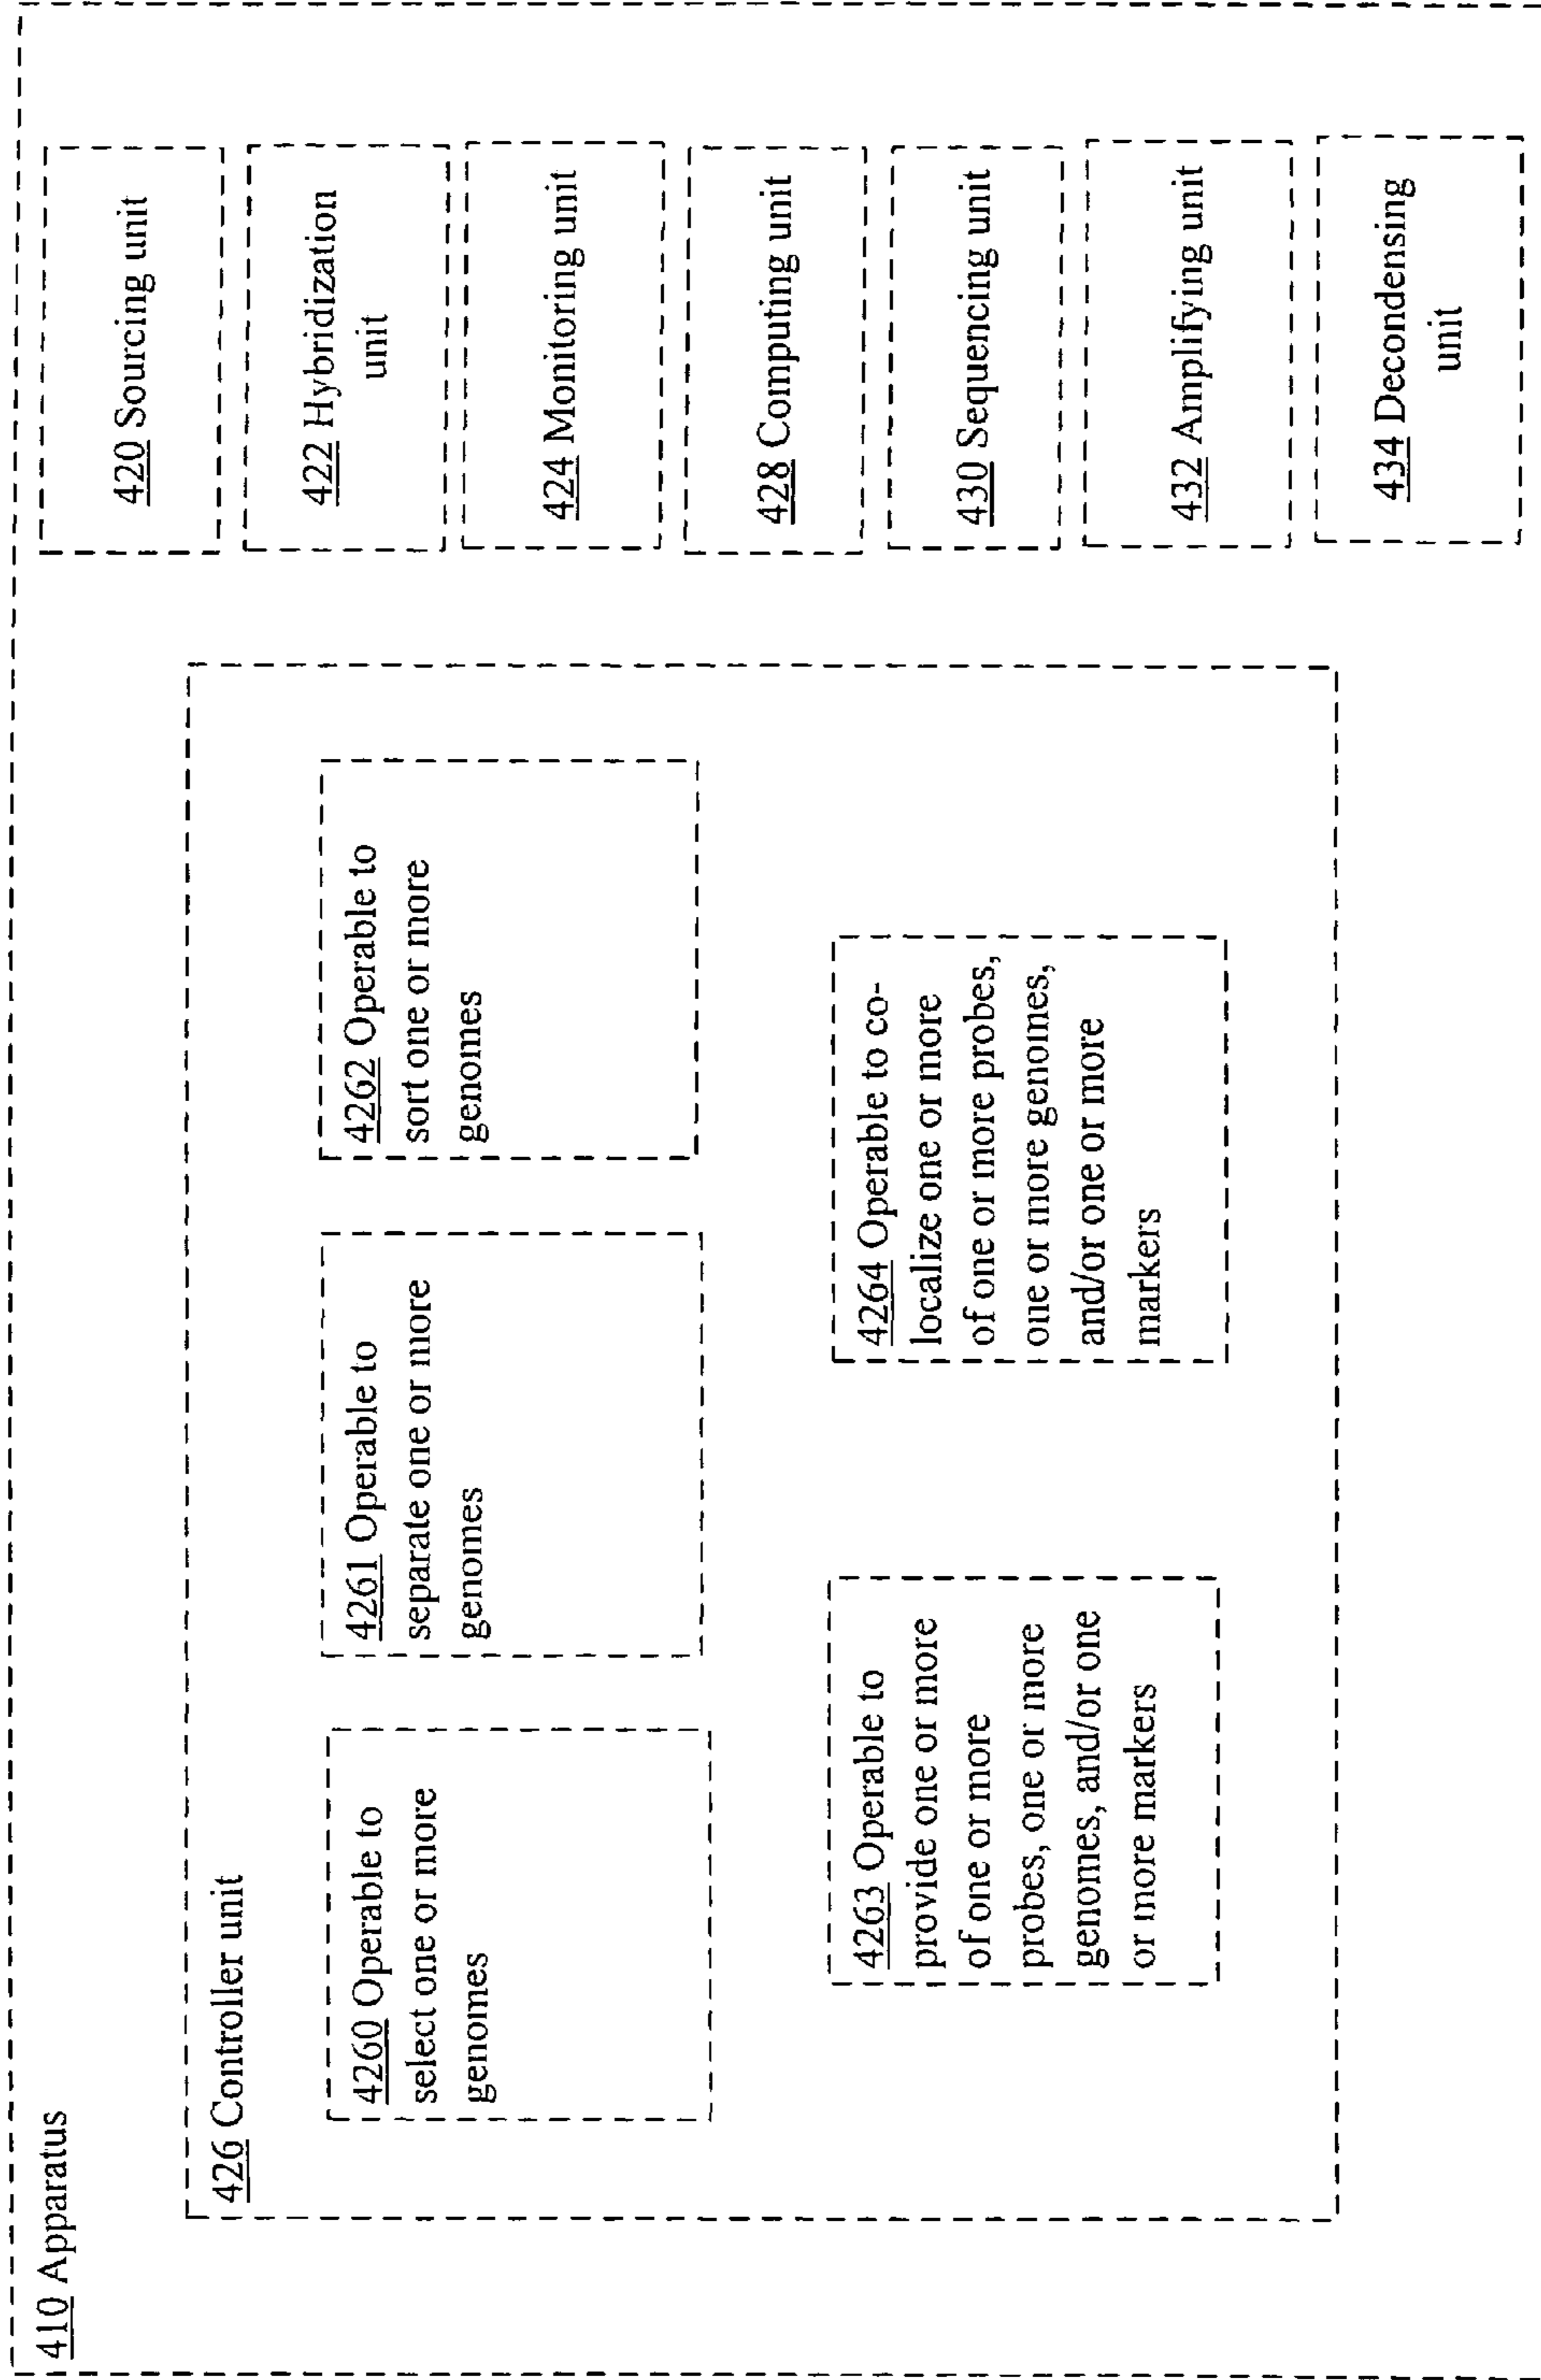 410 Apparatus
426 Controller unit
4260 Operable to
select one or more
genomes
4261 Operable to
separate one or more
genomes
4262 Operable to
sort one or more
genomes
4263 Operable to
provide one or more
of one or more
probes, one or more
genomes, and/or one
or more markers
4264 Operable to co-
localize one or more
of one or more probes,
one or more genomes,
and/or one or more
markers
420 Sourcing unit
422 Hybridization
unit
424 Monitoring unit
428 Computing unit
430 Sequencing unit
432 Amplifying unit
434 Decondensing
unit